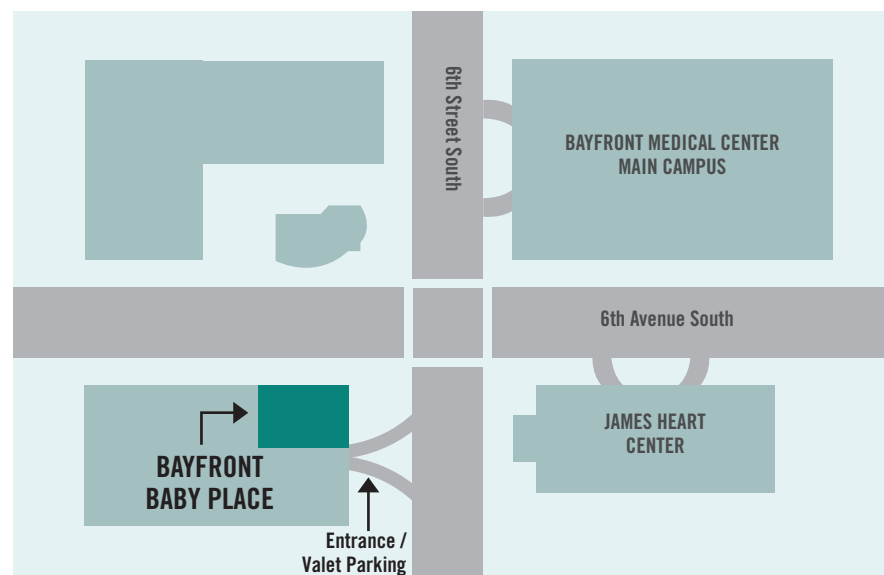 6th Street South
BAYFRONT MEDICAL CENTER
MAIN CAMPUS
6th Avenue South
JAMES HEART
CENTER
BAYFRONT
BABY PLACE
Entrance /
Valet Parking